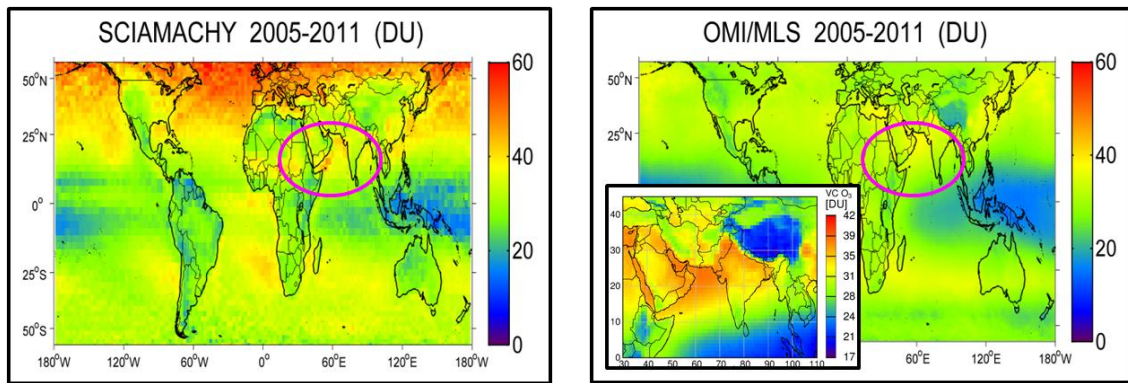 SCIAMACHY 2005-2011 (DU)
50°N
25°N
0°
25°S
50°S
180°W 120°W 60°W 0° 60°E 120°E 180°W
60
40
20
0
OMI/MLS 2005-2011 (DU)
50°N
25°N
60°E 120°E 180°W
60
40
20
0
VC O₃
[DU]
40
30
20
10
0
30 40 50 60 70 80 90 100 110
42
39
35
31
28
24
21
17